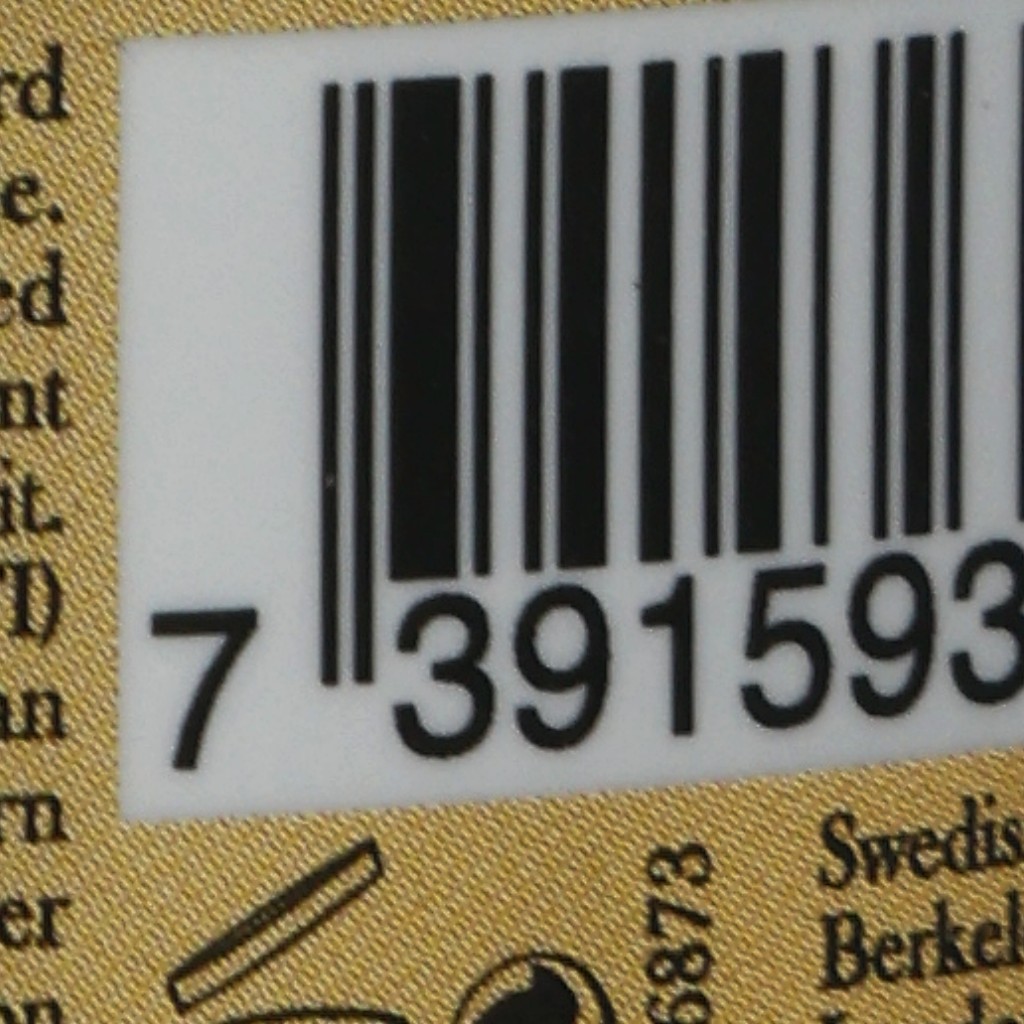 rd
e.
ed
nt
it.
7 391593
an
rn
er
6873
Swedis
Berkel